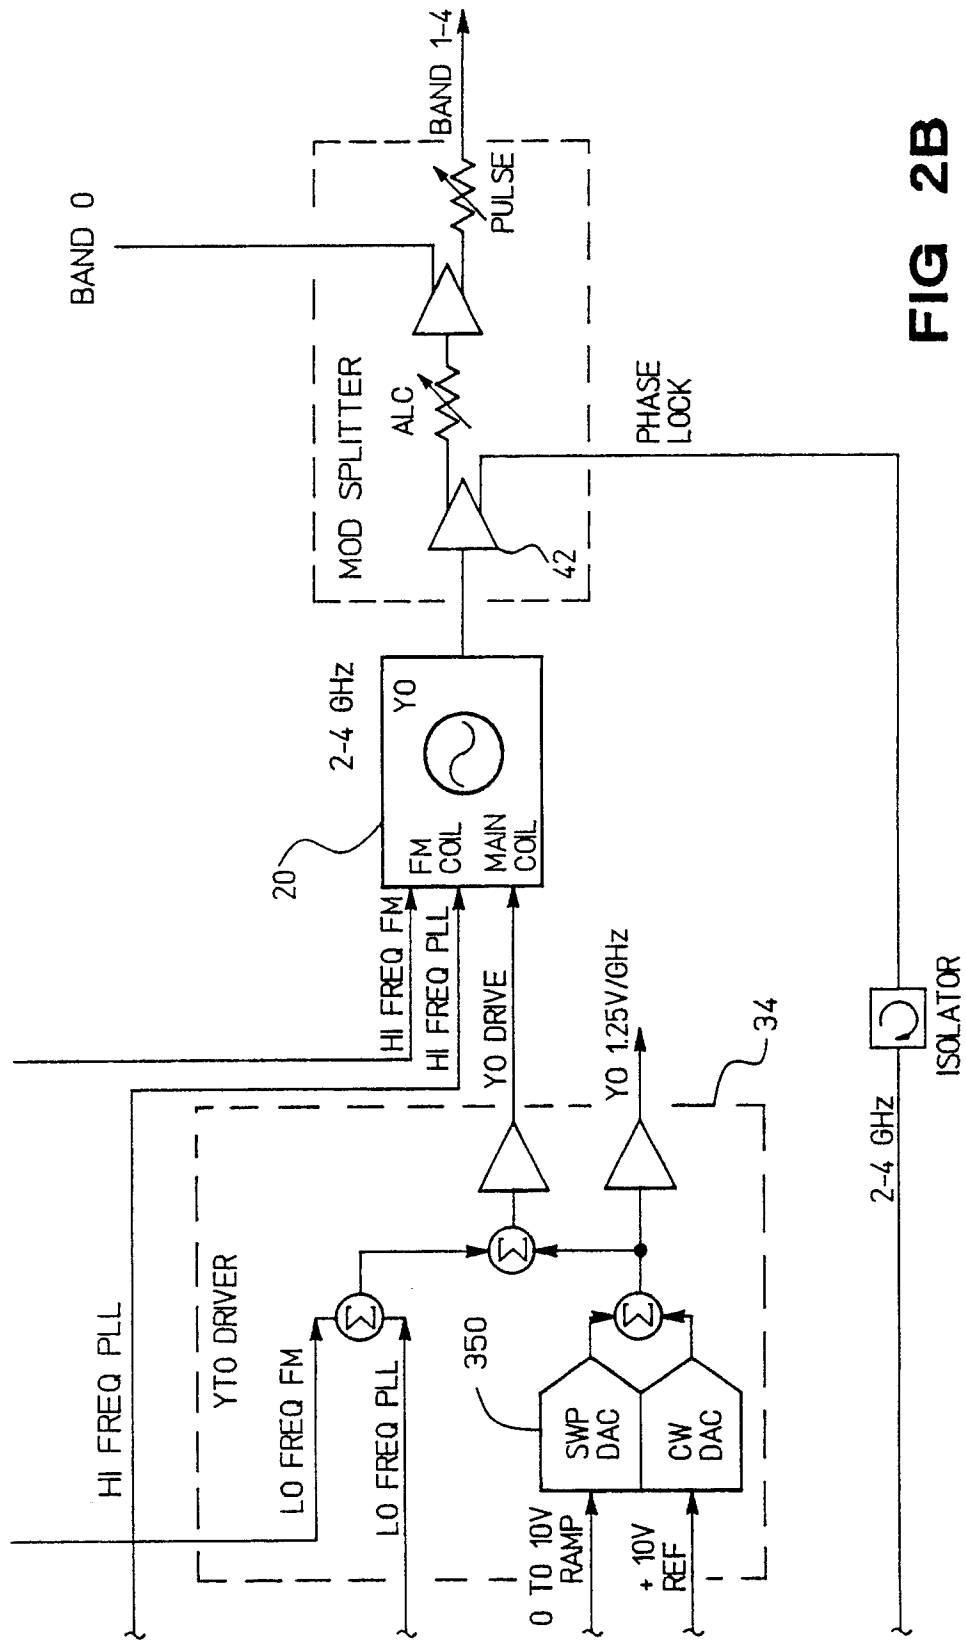 HI FREQ PLL
YTO DRIVER
LO FREQ FM
LO FREQ PLL
350
SWP
DAC
CW
DAC
0 TO 10V
RAMP
+ 10V
REF
Σ
Σ
Σ
HI FREQ FM
HI FREQ PLL
YO DRIVE
YO 1.25V/GHz
34
20
2-4 GHz
YO
FM
COIL
MAIN
COIL
MOD SPLITTER
ALC
42
BAND 0
PULSE
BAND 1-4
PHASE
LOCK
2-4 GHz
ISOLATOR
FIG 2B